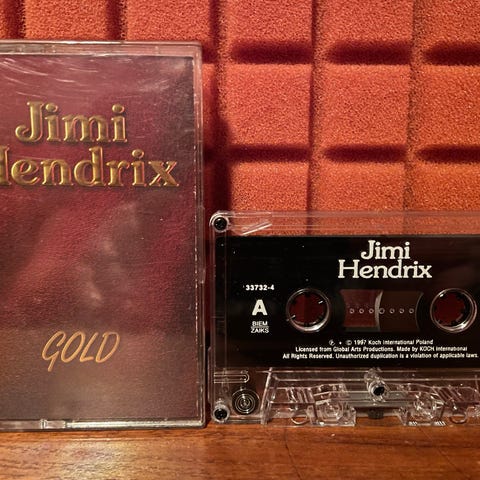 Jimi
Hendrix
GOLD
Jimi
Hendrix
33732-4
A
BIEM
ZAIKS
℗ + © 1997 Koch International Poland
Licensed from Global Arts Productions. Made by KOCH International
All Rights Reserved. Unauthorized duplication is a violation of applicable laws